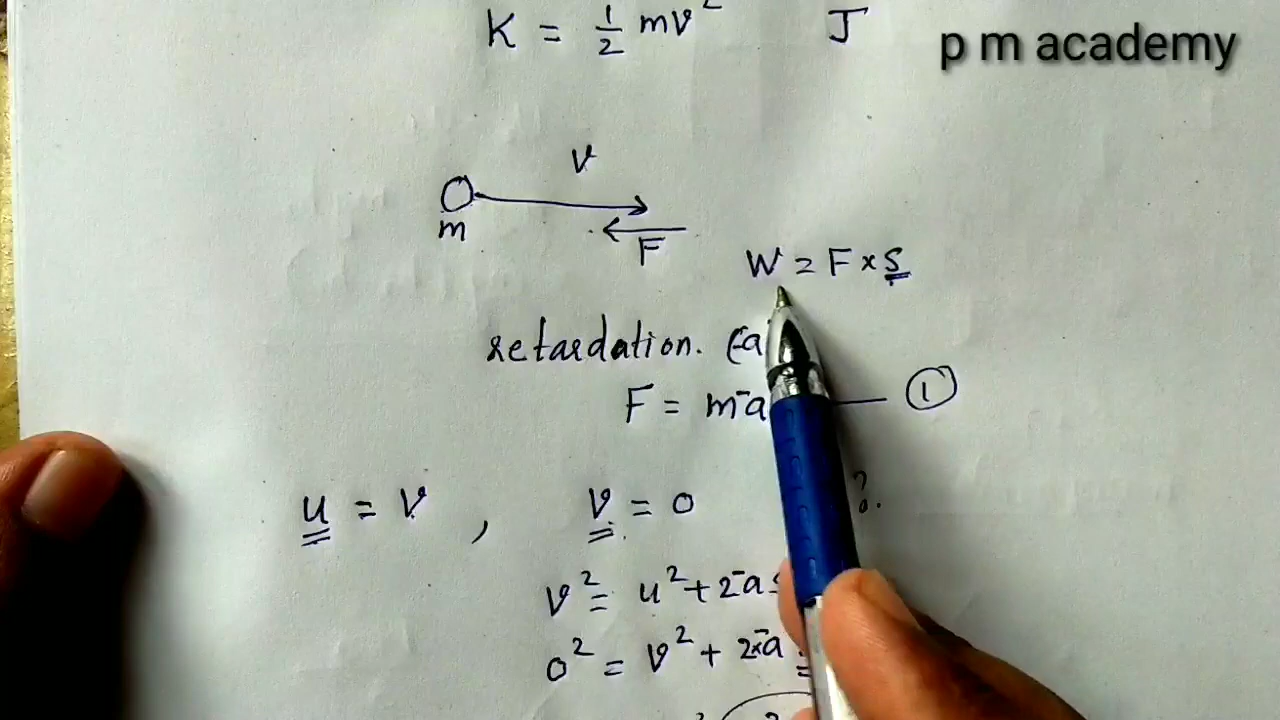 K = 1/2 mv² J
p m academy
v
m
F
W = F × S
retardation. (-a
F = m-a — ①
u = v , v = 0 ?.
v² = u² + 2-a s
0² = v² + 2×-a